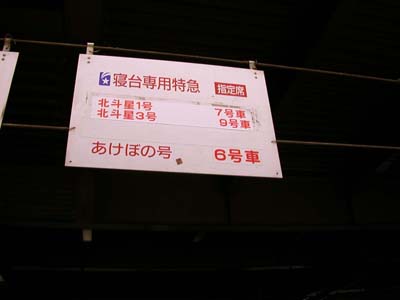 寝台専用特急 指定席
北斗星1号 7号車
北斗星3号 9号車
あけぼの号 6号車